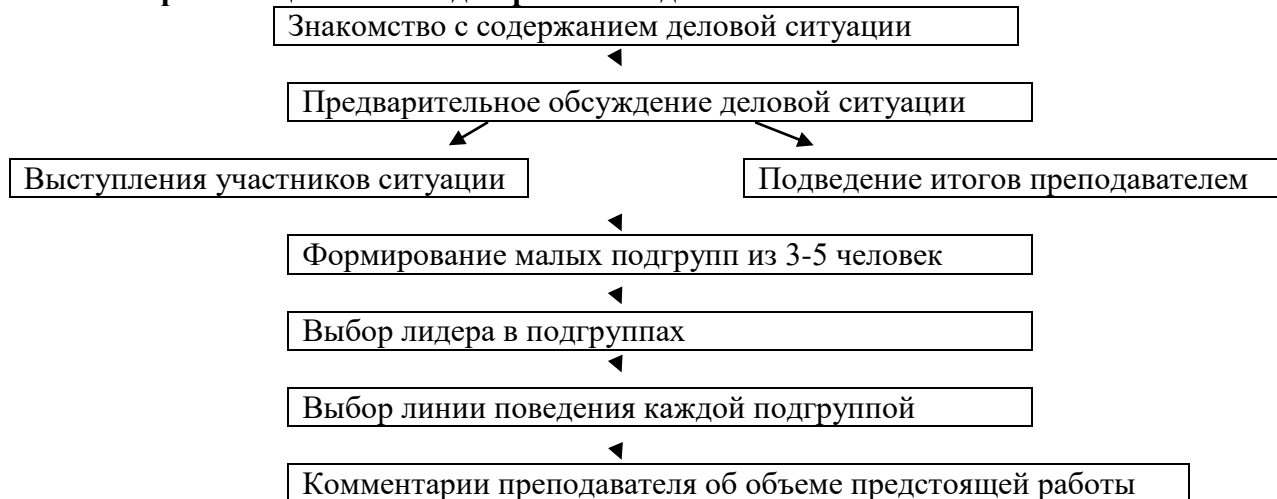 Знакомство с содержанием деловой ситуации
Предварительное обсуждение деловой ситуации
Выступления участников ситуации
Подведение итогов преподавателем
Формирование малых подгрупп из 3-5 человек
Выбор лидера в подгруппах
Выбор линии поведения каждой подгруппой
Комментарии преподавателя об объеме предстоящей работы